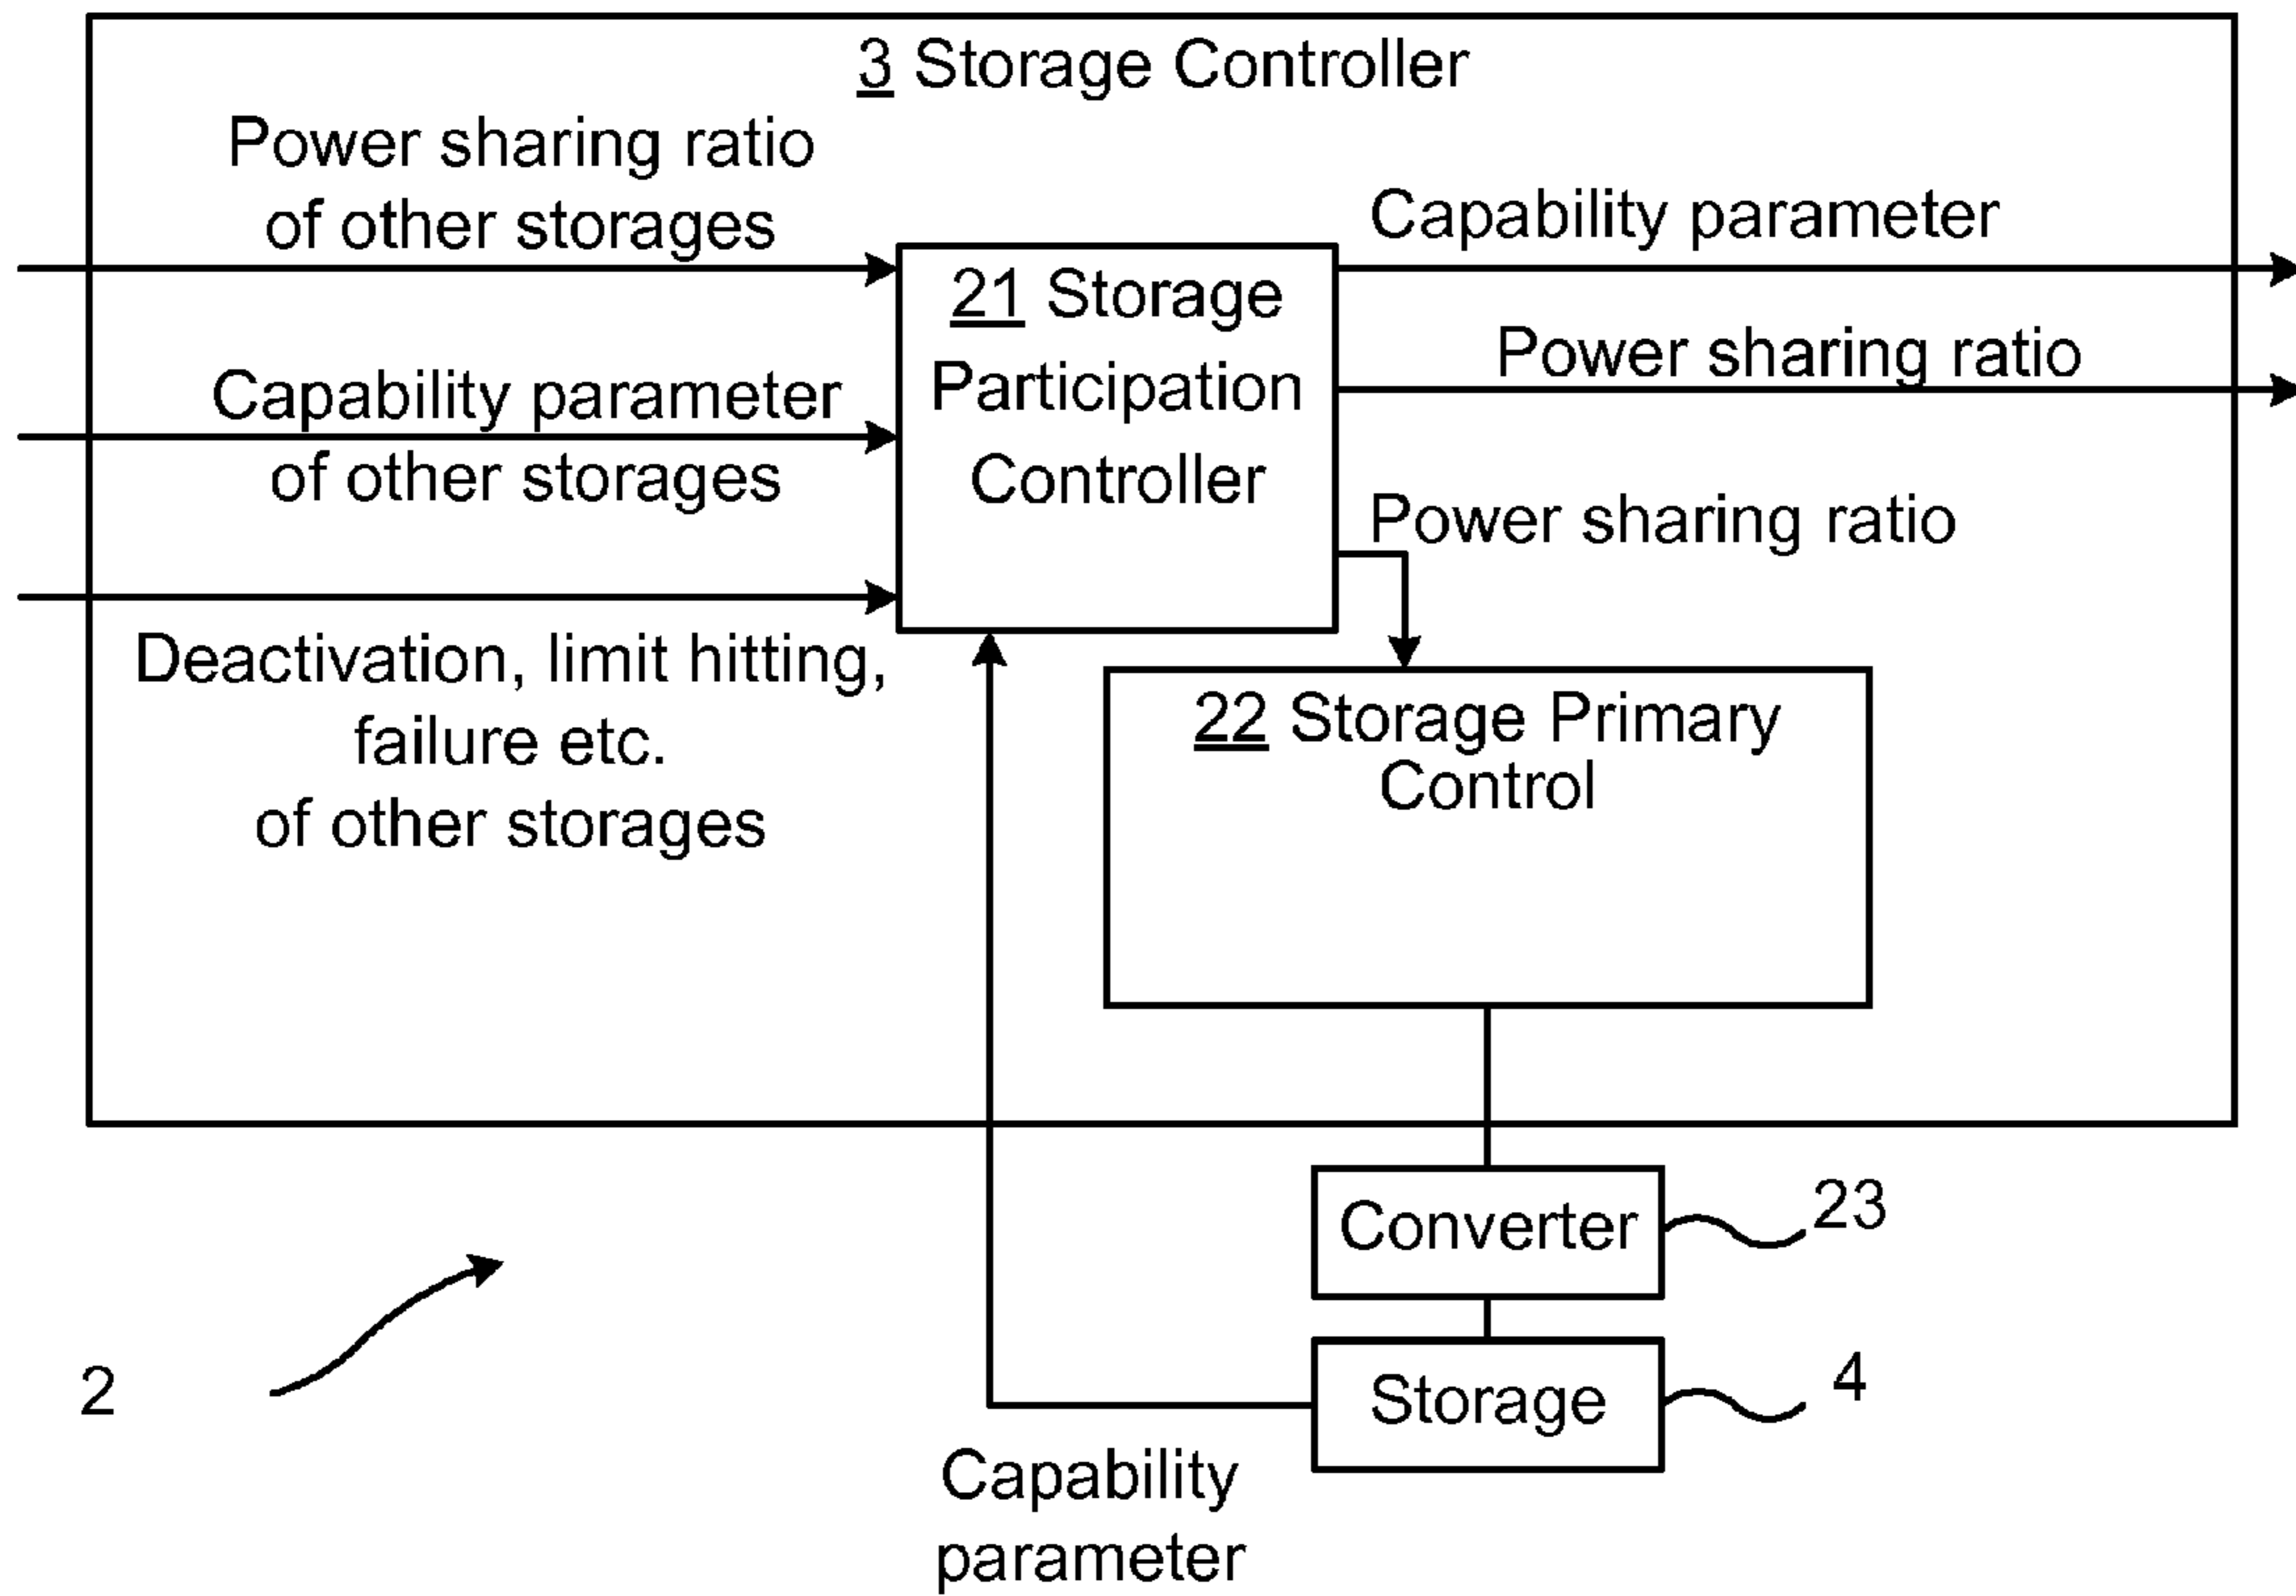 3 Storage Controller
Power sharing ratio
of other storages
Capability parameter
of other storages
Deactivation, limit hitting,
failure etc.
of other storages
21 Storage
Participation
Controller
Capability parameter
Power sharing ratio
Power sharing ratio
22 Storage Primary
Control
Converter
23
Storage
4
Capability
parameter
2